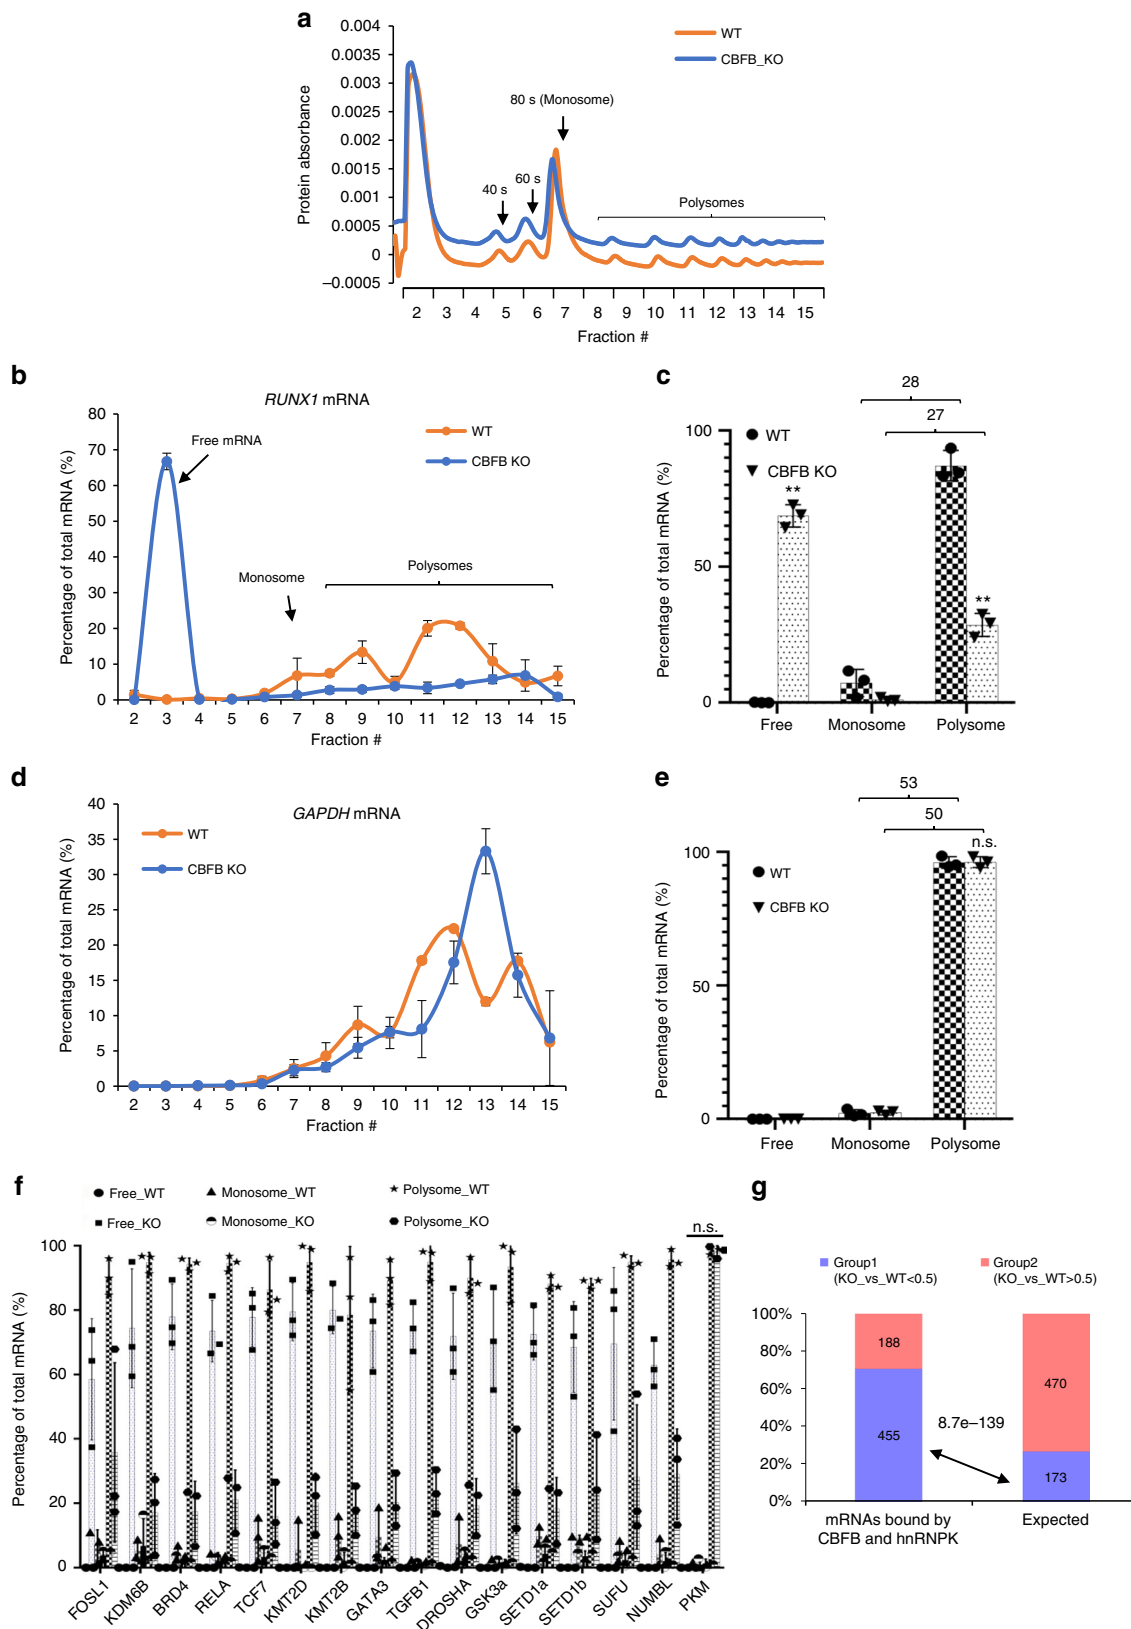 a
0.004
0.0035
0.003
0.0025
0.002
0.0015
0.001
0.0005
0
–0.0005
Protein absorbance
WT
CBFB_KO
80 s (Monosome)
40 s
60 s
Polysomes
2 3 4 5 6 7 8 9 10 11 12 13 14 15
Fraction #
b
RUNX1 mRNA
80
70
60
50
40
30
20
10
0
Percentage of total mRNA (%)
WT
CBFB KO
Free mRNA
Monosome
Polysomes
2 3 4 5 6 7 8 9 10 11 12 13 14 15
Fraction #
c
28
27
100
50
0
Percentage of total mRNA (%)
WT
CBFB KO
**
**
Free Monosome Polysome
d
GAPDH mRNA
40
35
30
25
20
15
10
5
0
Percentage of total mRNA (%)
WT
CBFB KO
2 3 4 5 6 7 8 9 10 11 12 13 14 15
Fraction #
e
53
50
n.s.
100
50
0
Percentage of total mRNA (%)
WT
CBFB KO
Free Monosome Polysome
f
Free_WT Monosome_WT Polysome_WT
Free_KO Monosome_KO Polysome_KO
n.s.
100
80
60
40
20
0
Percentage of total mRNA (%)
FOSL1 KDM6B BRD4 RELA TCF7 KMT2D KMT2B GATA3 TGFB1 DROSHA GSK3a SETD1a SETD1b SUFU NUMBL PKM
g
Group1
(KO_vs_WT<0.5)
Group2
(KO_vs_WT>0.5)
100%
80%
60%
40%
20%
0%
188
455
470
173
8.7e–139
mRNAs bound by
CBFB and hnRNPK
Expected